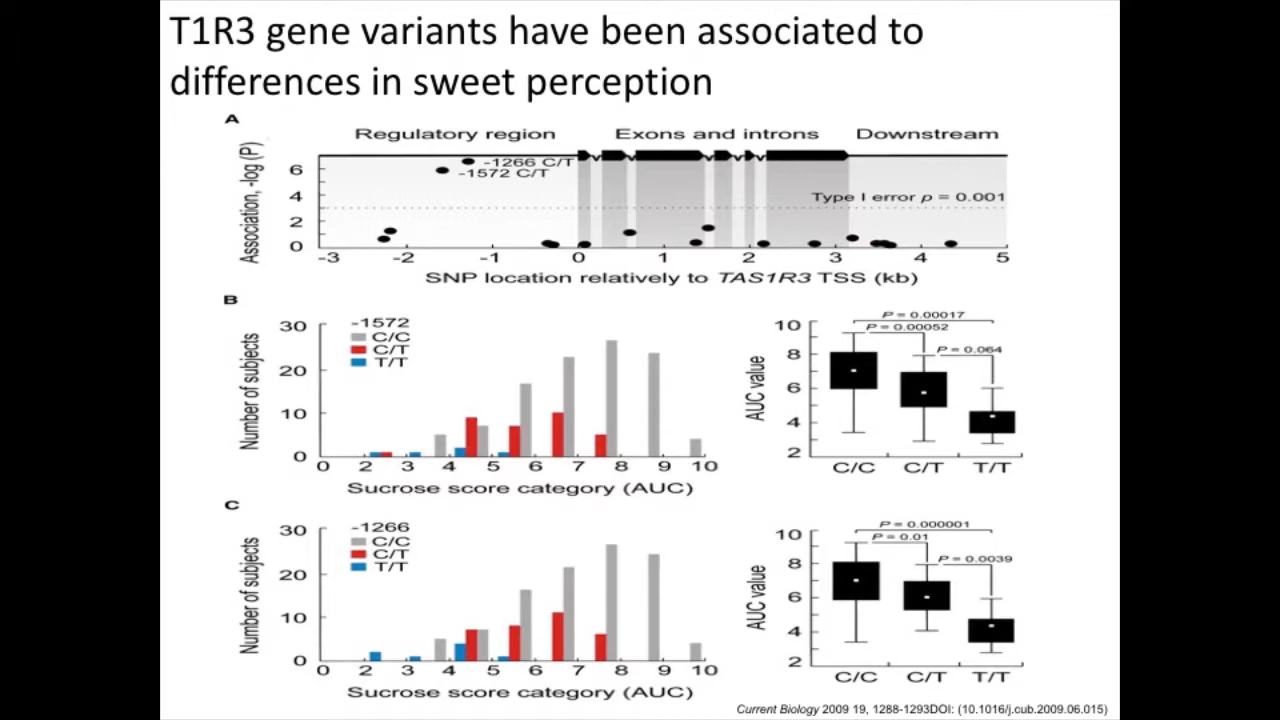 T1R3 gene variants have been associated to
differences in sweet perception
A
Regulatory region
Exons and introns
Downstream
Association, -log (P)
6
4
2
0
-1266 C/T
-1572 C/T
Type I error p = 0.001
-3 -2 -1 0 1 2 3 4 5
SNP location relatively to TAS1R3 TSS (kb)
B
Number of subjects
30
20
10
0
-1572
C/C
C/T
T/T
0 2 3 4 5 6 7 8 9 10
Sucrose score category (AUC)
AUC value
10
8
6
4
2
P = 0.00017
P = 0.00052
P = 0.064
C/C C/T T/T
C
Number of subjects
30
20
10
0
-1266
C/C
C/T
T/T
0 2 3 4 5 6 7 8 9 10
Sucrose score category (AUC)
AUC value
10
8
6
4
2
P = 0.000001
P = 0.01
P = 0.0039
C/C C/T T/T
Current Biology 2009 19, 1288-1293DOI: (10.1016/j.cub.2009.06.015)